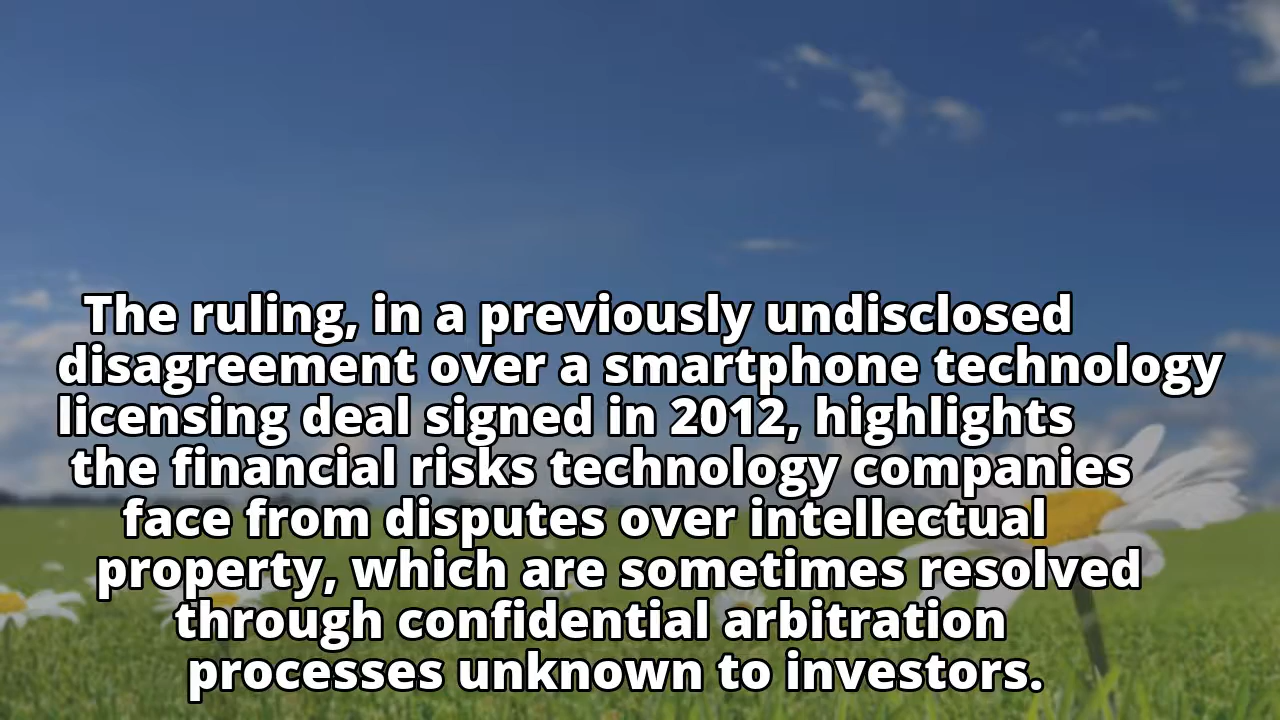 The ruling, in a previously undisclosed
disagreement over a smartphone technology
licensing deal signed in 2012, highlights
the financial risks technology companies
face from disputes over intellectual
property, which are sometimes resolved
through confidential arbitration
processes unknown to investors.